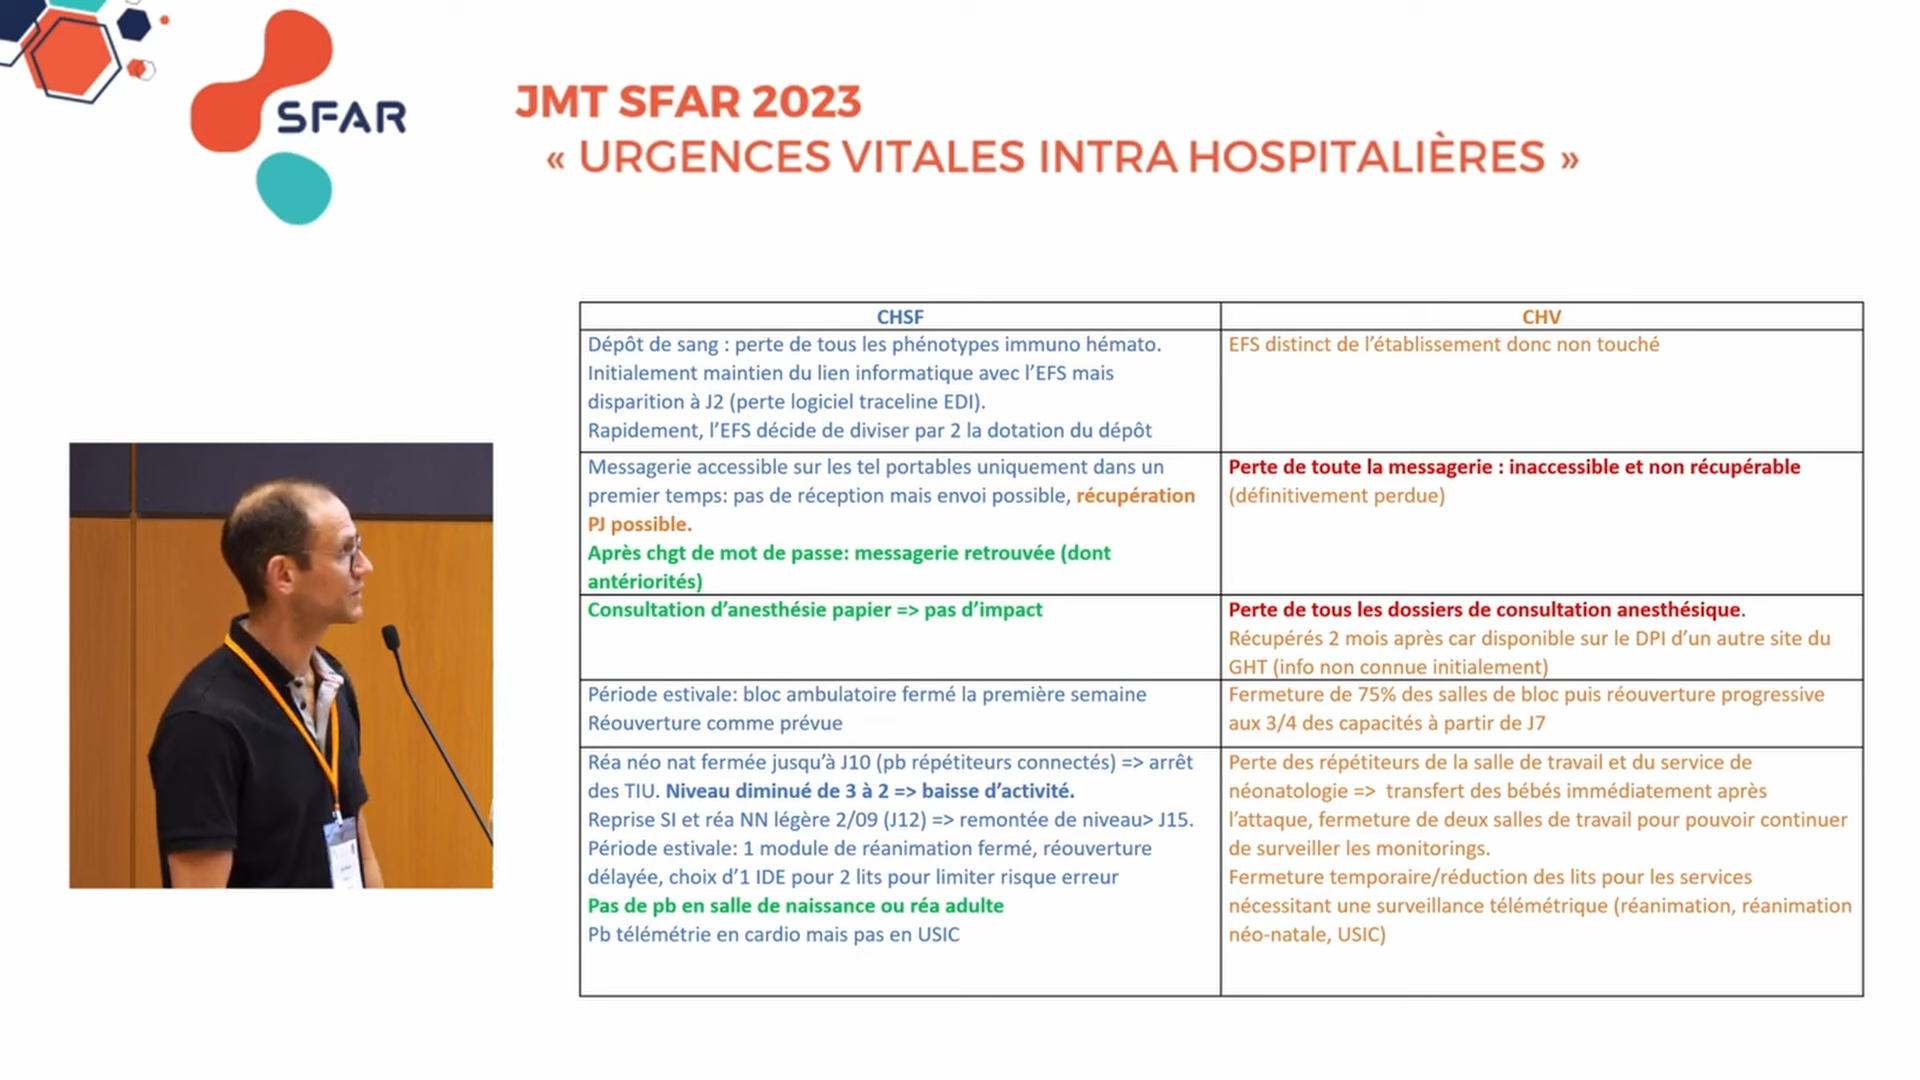 SFAR
JMT SFAR 2023
« URGENCES VITALES INTRA HOSPITALIÈRES »
CHSF
CHV
Dépôt de sang : perte de tous les phénotypes immuno hémato.
Initialement maintien du lien informatique avec l’EFS mais
disparition à J2 (perte logiciel traceline EDI).
Rapidement, l’EFS décide de diviser par 2 la dotation du dépôt
EFS distinct de l’établissement donc non touché
Messagerie accessible sur les tel portables uniquement dans un
premier temps: pas de réception mais envoi possible, récupération
PJ possible.
Après chgt de mot de passe: messagerie retrouvée (dont
antériorités)
Perte de toute la messagerie : inaccessible et non récupérable
(définitivement perdue)
Consultation d’anesthésie papier => pas d’impact
Perte de tous les dossiers de consultation anesthésique.
Récupérés 2 mois après car disponible sur le DPI d’un autre site du
GHT (info non connue initialement)
Période estivale: bloc ambulatoire fermé la première semaine
Réouverture comme prévue
Fermeture de 75% des salles de bloc puis réouverture progressive
aux 3/4 des capacités à partir de J7
Réa néo nat fermée jusqu’à J10 (pb répétiteurs connectés) => arrêt
des TIU. Niveau diminué de 3 à 2 => baisse d’activité.
Reprise SI et réa NN légère 2/09 (J12) => remontée de niveau> J15.
Période estivale: 1 module de réanimation fermé, réouverture
délayée, choix d’1 IDE pour 2 lits pour limiter risque erreur
Pas de pb en salle de naissance ou réa adulte
Pb télémétrie en cardio mais pas en USIC
Perte des répétiteurs de la salle de travail et du service de
néonatologie => transfert des bébés immédiatement après
l’attaque, fermeture de deux salles de travail pour pouvoir continuer
de surveiller les monitorings.
Fermeture temporaire/réduction des lits pour les services
nécessitant une surveillance télémétrique (réanimation, réanimation
néo-natale, USIC)